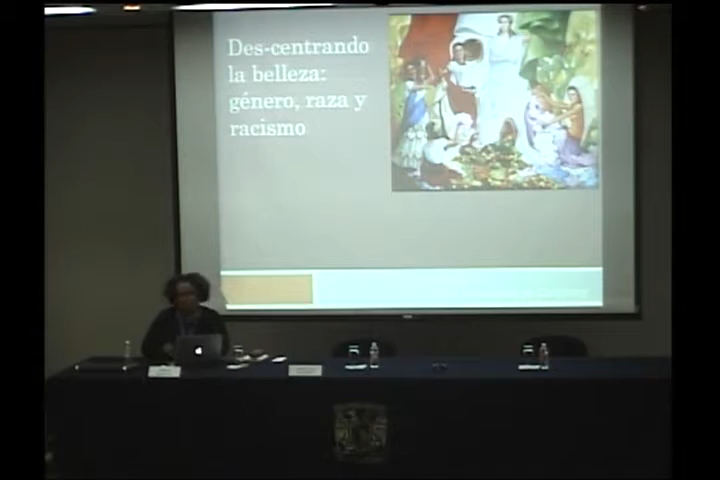 Des-centrando
la belleza:
género, raza y
racismo